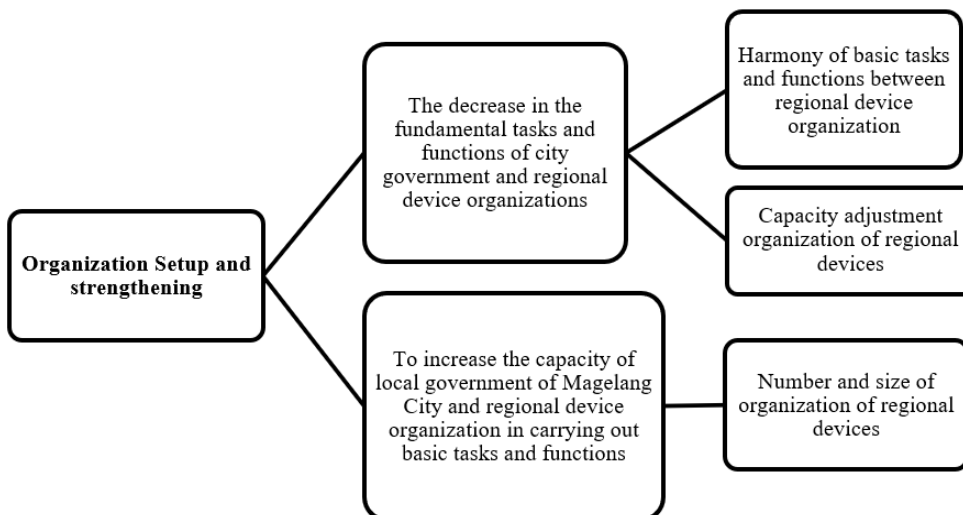 Organization Setup and
strengthening
The decrease in the
fundamental tasks and
functions of city
government and regional
device organizations
Harmony of basic tasks
and functions between
regional device
organization
Capacity adjustment
organization of regional
devices
To increase the capacity of
local government of Magelang
City and regional device
organization in carrying out
basic tasks and functions
Number and size of
organization of regional
devices